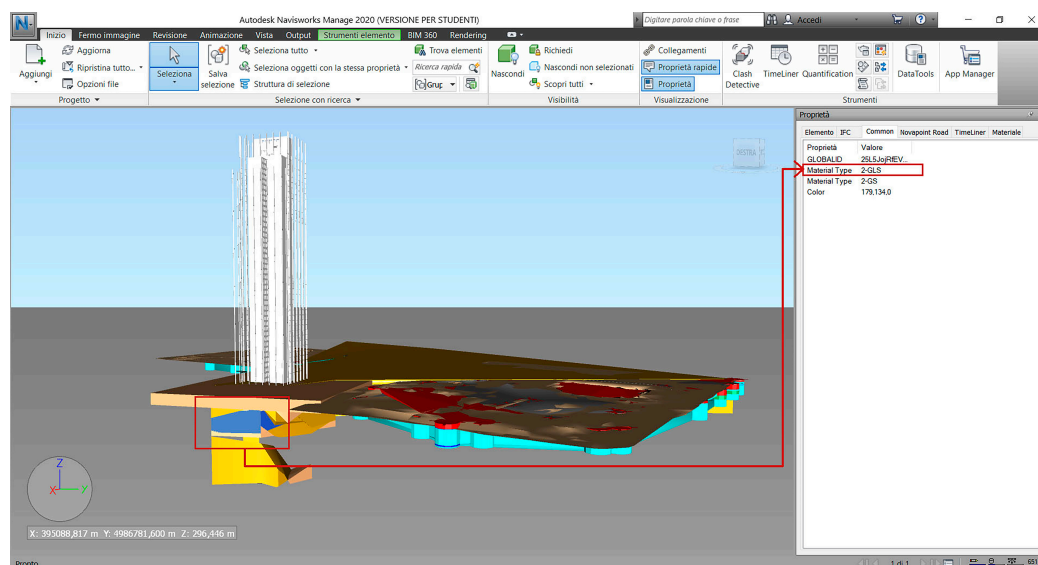 Autodesk Navisworks Manage 2020 (VERSIONE PER STUDENTI)
Digitare parola chiave o frase
Accedi
Inizio Fermo immagine Revisione Animazione Vista Output Strumenti elemento BIM 360 Rendering
Aggiungi
Aggiorna
Ripristina tutto...
Opzioni file
Progetto
Seleziona
Salva selezione
Seleziona tutto
Seleziona oggetti con la stessa proprietà
Struttura di selezione
Trova elementi
Ricerca rapida
Selezione con ricerca
Nascondi
Richiedi
Nascondi non selezionati
Scopri tutti
Visibilità
Collegamenti
Proprietà rapide
Proprietà
Visualizzazione
Clash Detective
TimeLiner
Quantification
DataTools
App Manager
Strumenti
DESTRA
Proprietà
Elemento IFC Common Novapoint Road TimeLiner Materiale
Proprietà Valore
GLOBALID 25L5JojRfEV...
Material Type 2-GLS
Material Type 2-GS
Color 179,134,0
Z
X Y
X: 395088,817 m Y: 4986781,600 m Z: 296,446 m
Pronto
1 di 1
651